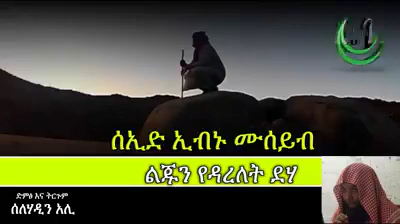 ሰኢድ ኢብኑ ሙሰይብ
ልጁን የዳረለት ደሃ
ድምፅ እና ትርጉም
ሰለሃዲን አሊ